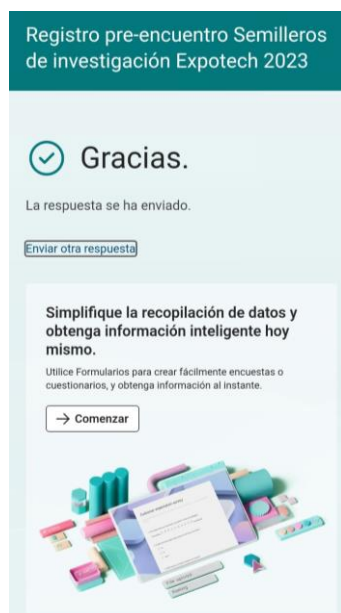 Registro pre-encuentro Semilleros
de investigación Expotech 2023
Gracias.
La respuesta se ha enviado.
Enviar otra respuesta
Simplifique la recopilación de datos y
obtenga información inteligente hoy
mismo.
Utilice Formularios para crear fácilmente encuestas o
cuestionarios, y obtenga información al instante.
→ Comenzar